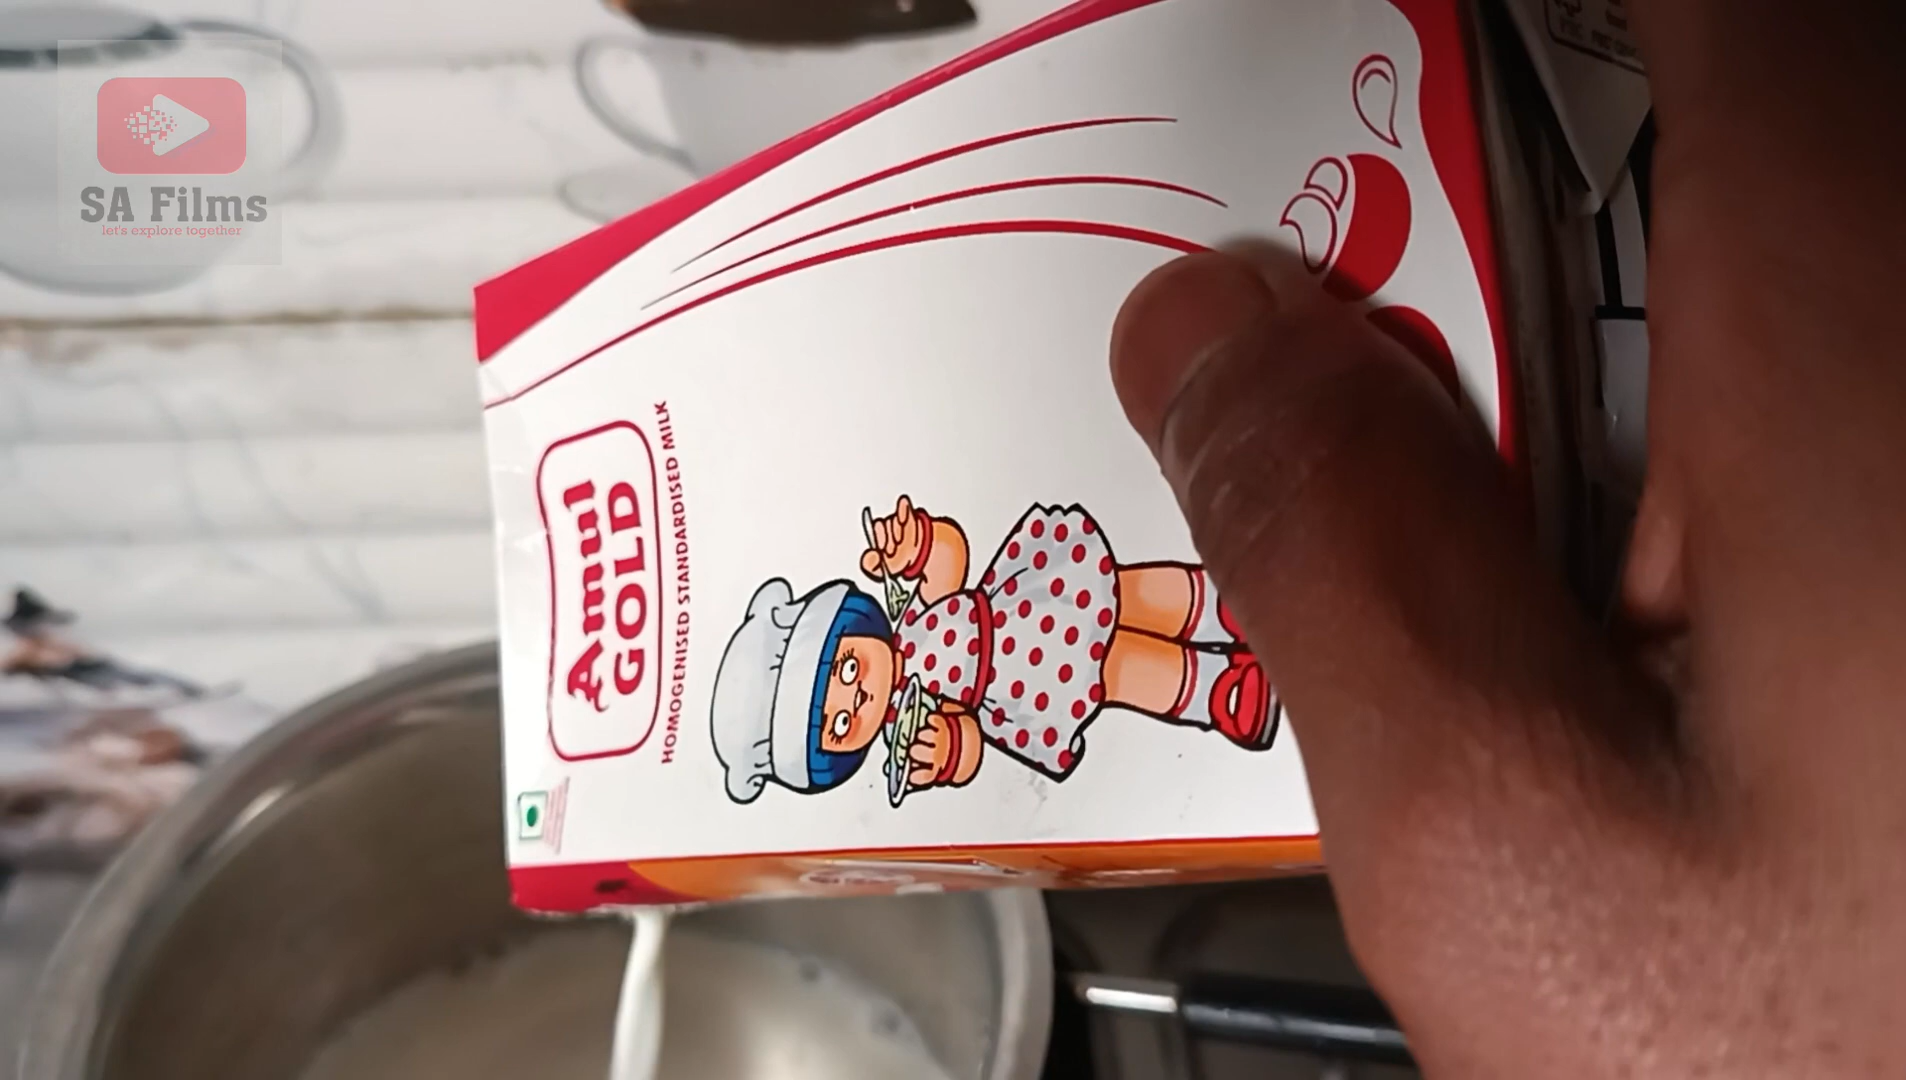 SA Films
let's explore together
Amul
GOLD
HOMOGENISED STANDARDISED MILK